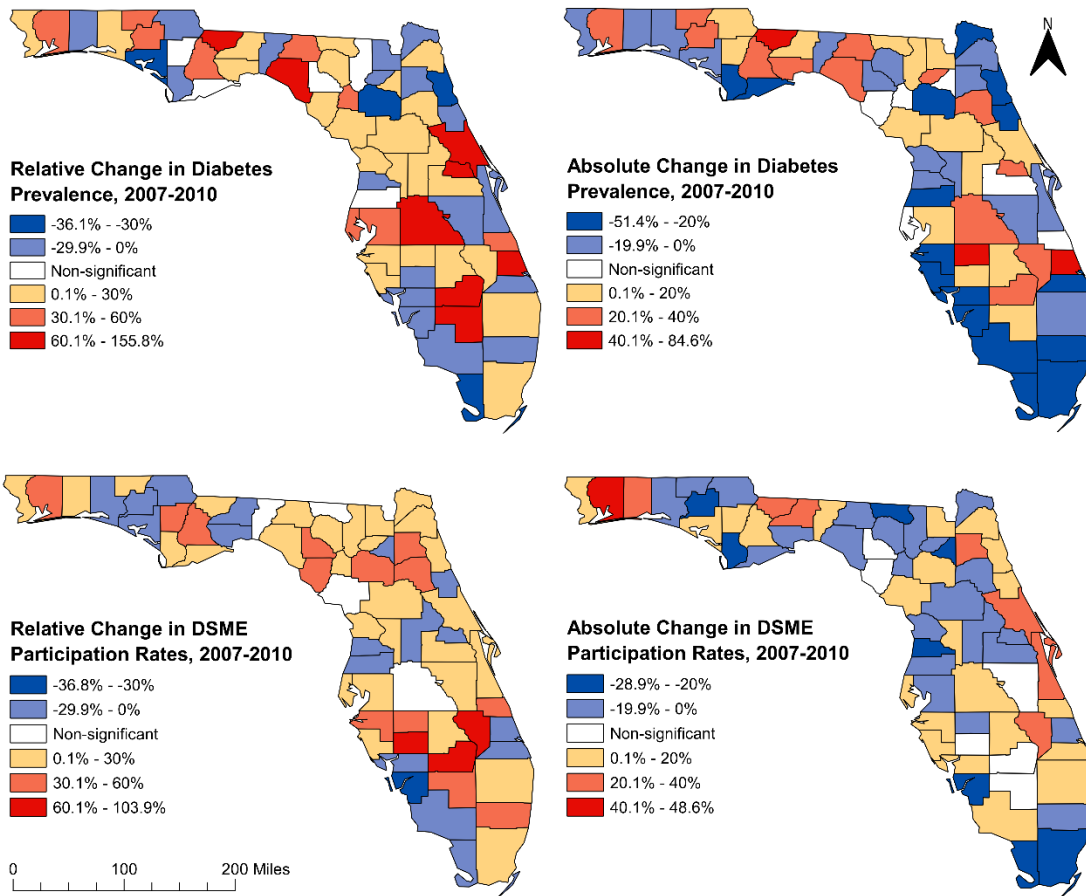 N
Relative Change in Diabetes
Prevalence, 2007-2010
-36.1% - -30%
-29.9% - 0%
Non-significant
0.1% - 30%
30.1% - 60%
60.1% - 155.8%
Absolute Change in Diabetes
Prevalence, 2007-2010
-51.4% - -20%
-19.9% - 0%
Non-significant
0.1% - 20%
20.1% - 40%
40.1% - 84.6%
Relative Change in DSME
Participation Rates, 2007-2010
-36.8% - -30%
-29.9% - 0%
Non-significant
0.1% - 30%
30.1% - 60%
60.1% - 103.9%
Absolute Change in DSME
Participation Rates, 2007-2010
-28.9% - -20%
-19.9% - 0%
Non-significant
0.1% - 20%
20.1% - 40%
40.1% - 48.6%
0 100 200 Miles